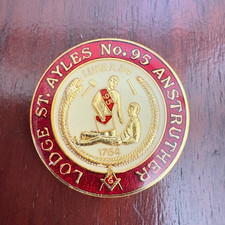 LODGE ST. AYLES No. 95 ANSTRUTHER
1764
G